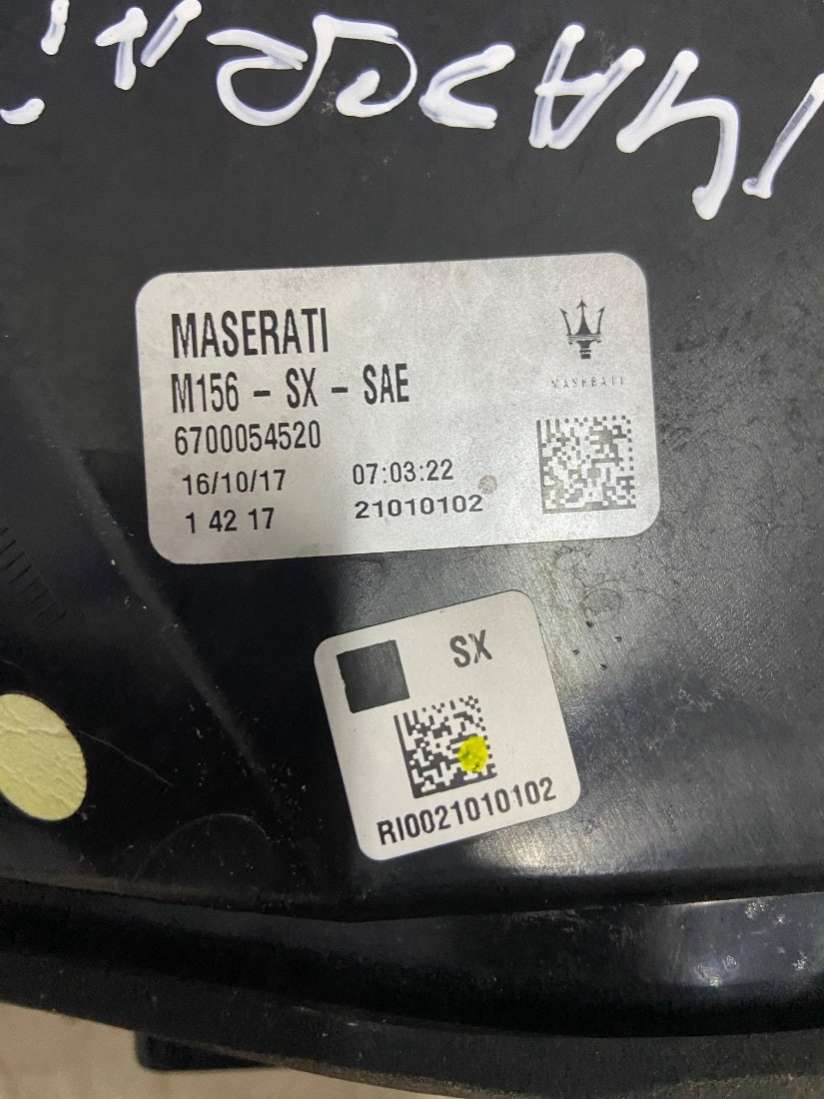 MASERATI
M156 - SX - SAE
6700054520
16/10/17 07:03:22
1 42 17 21010102
MASERATI
SX
RI0021010102